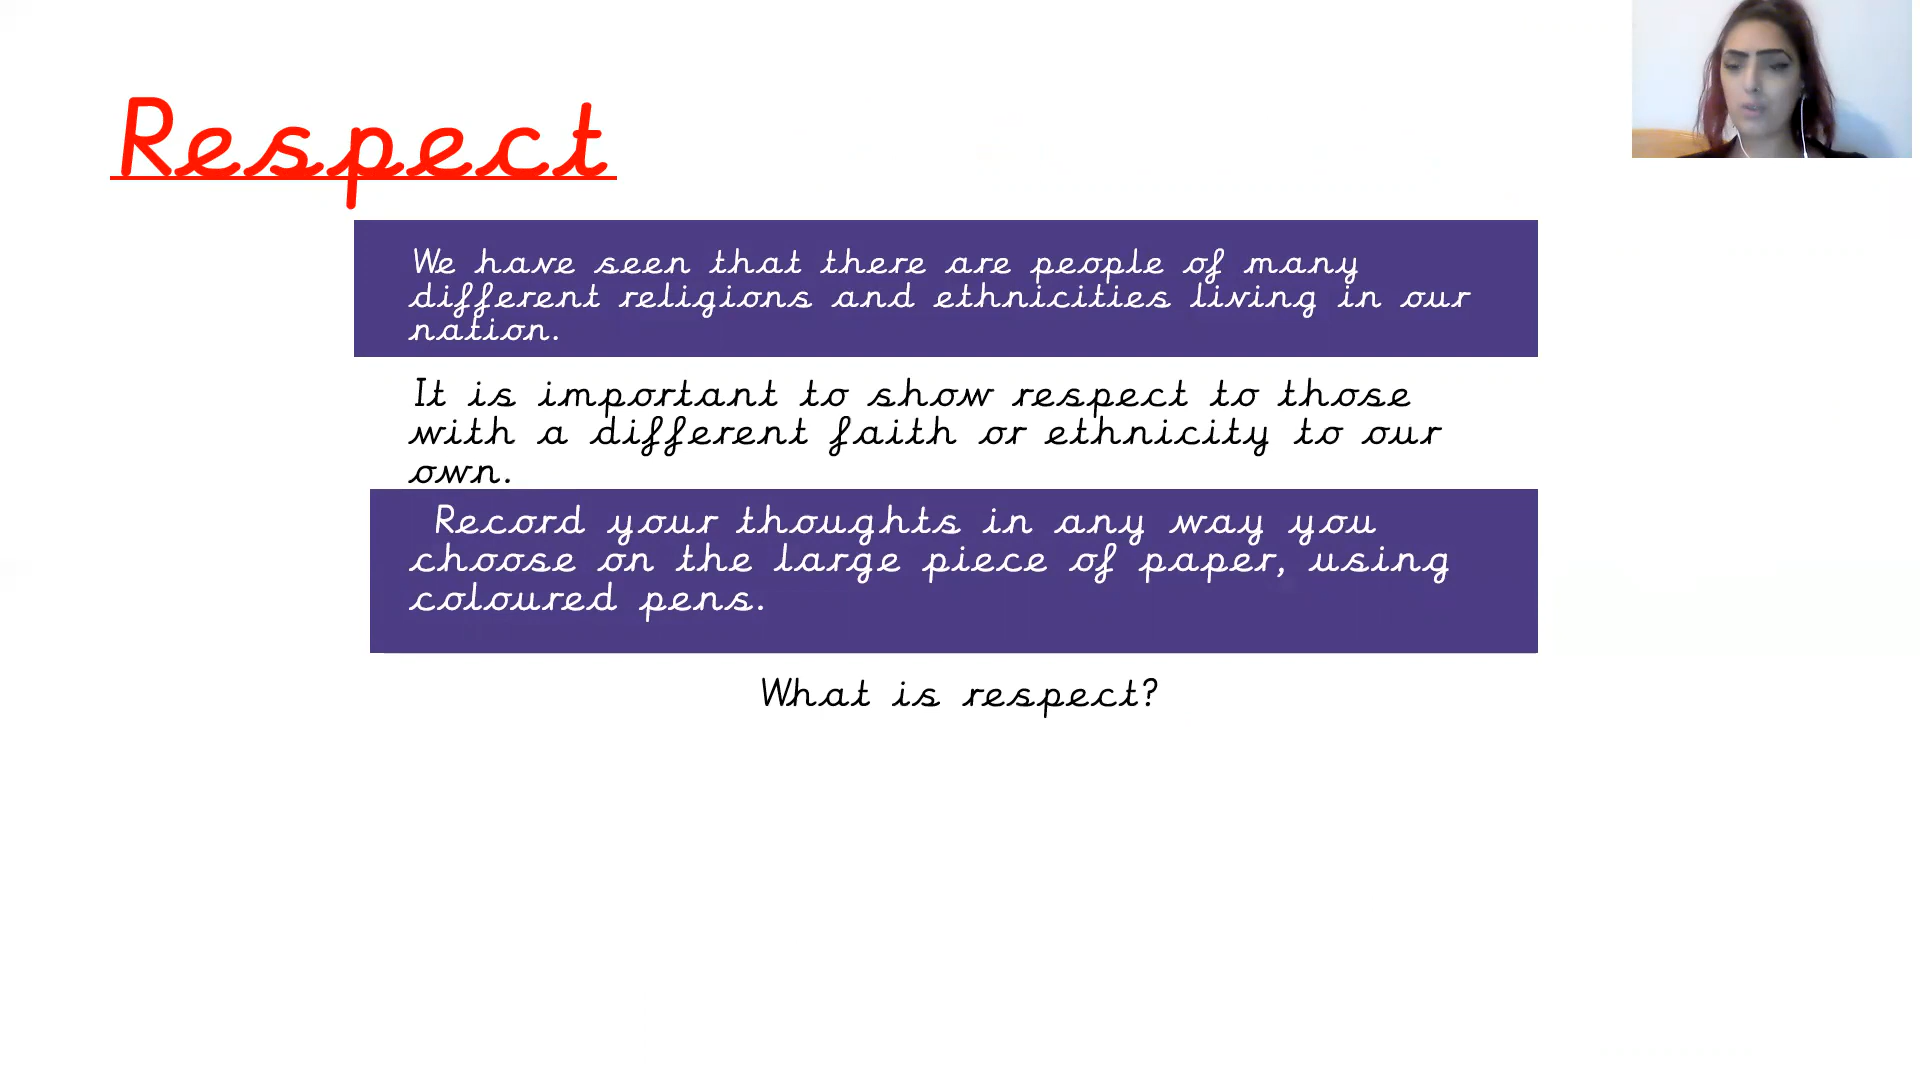 Respect
We have seen that there are people of many
different religions and ethnicities living in our
nation.
It is important to show respect to those
with a different faith or ethnicity to our
own.
Record your thoughts in any way you
choose on the large piece of paper, using
coloured pens.
What is respect?